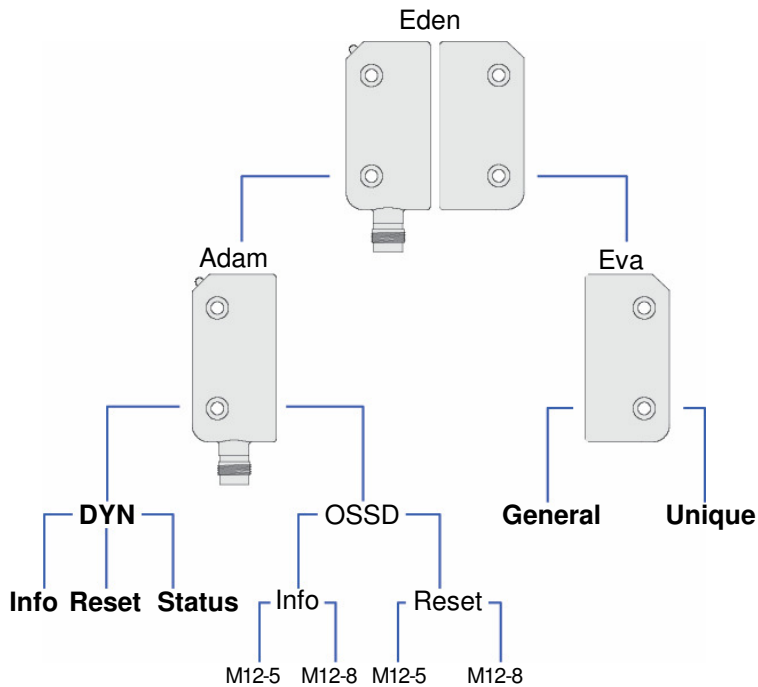 Eden
Adam
Eva
DYN
OSSD
General Unique
Info Reset Status
Info
Reset
M12-5 M12-8 M12-5 M12-8